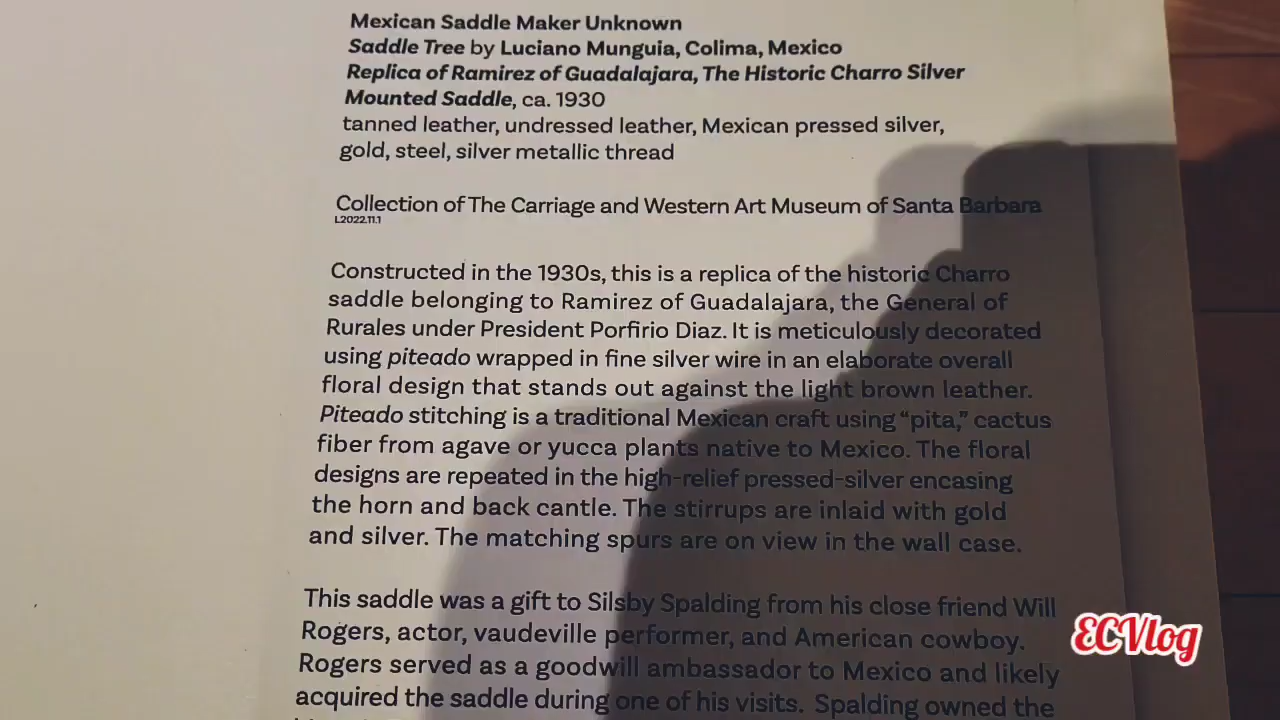 Mexican Saddle Maker Unknown
Saddle Tree by Luciano Munguia, Colima, Mexico
Replica of Ramirez of Guadalajara, The Historic Charro Silver
Mounted Saddle, ca. 1930
tanned leather, undressed leather, Mexican pressed silver,
gold, steel, silver metallic thread
Collection of The Carriage and Western Art Museum of Santa Barbara
L2022.11.1
Constructed in the 1930s, this is a replica of the historic Charro
saddle belonging to Ramirez of Guadalajara, the General of
Rurales under President Porfirio Diaz. It is meticulously decorated
using piteado wrapped in fine silver wire in an elaborate overall
floral design that stands out against the light brown leather.
Piteado stitching is a traditional Mexican craft using “pita,” cactus
fiber from agave or yucca plants native to Mexico. The floral
designs are repeated in the high-relief pressed-silver encasing
the horn and back cantle. The stirrups are inlaid with gold
and silver. The matching spurs are on view in the wall case.
This saddle was a gift to Silsby Spalding from his close friend Will
Rogers, actor, vaudeville performer, and American cowboy.
Rogers served as a goodwill ambassador to Mexico and likely
acquired the saddle during one of his visits. Spalding owned the
ECVlog